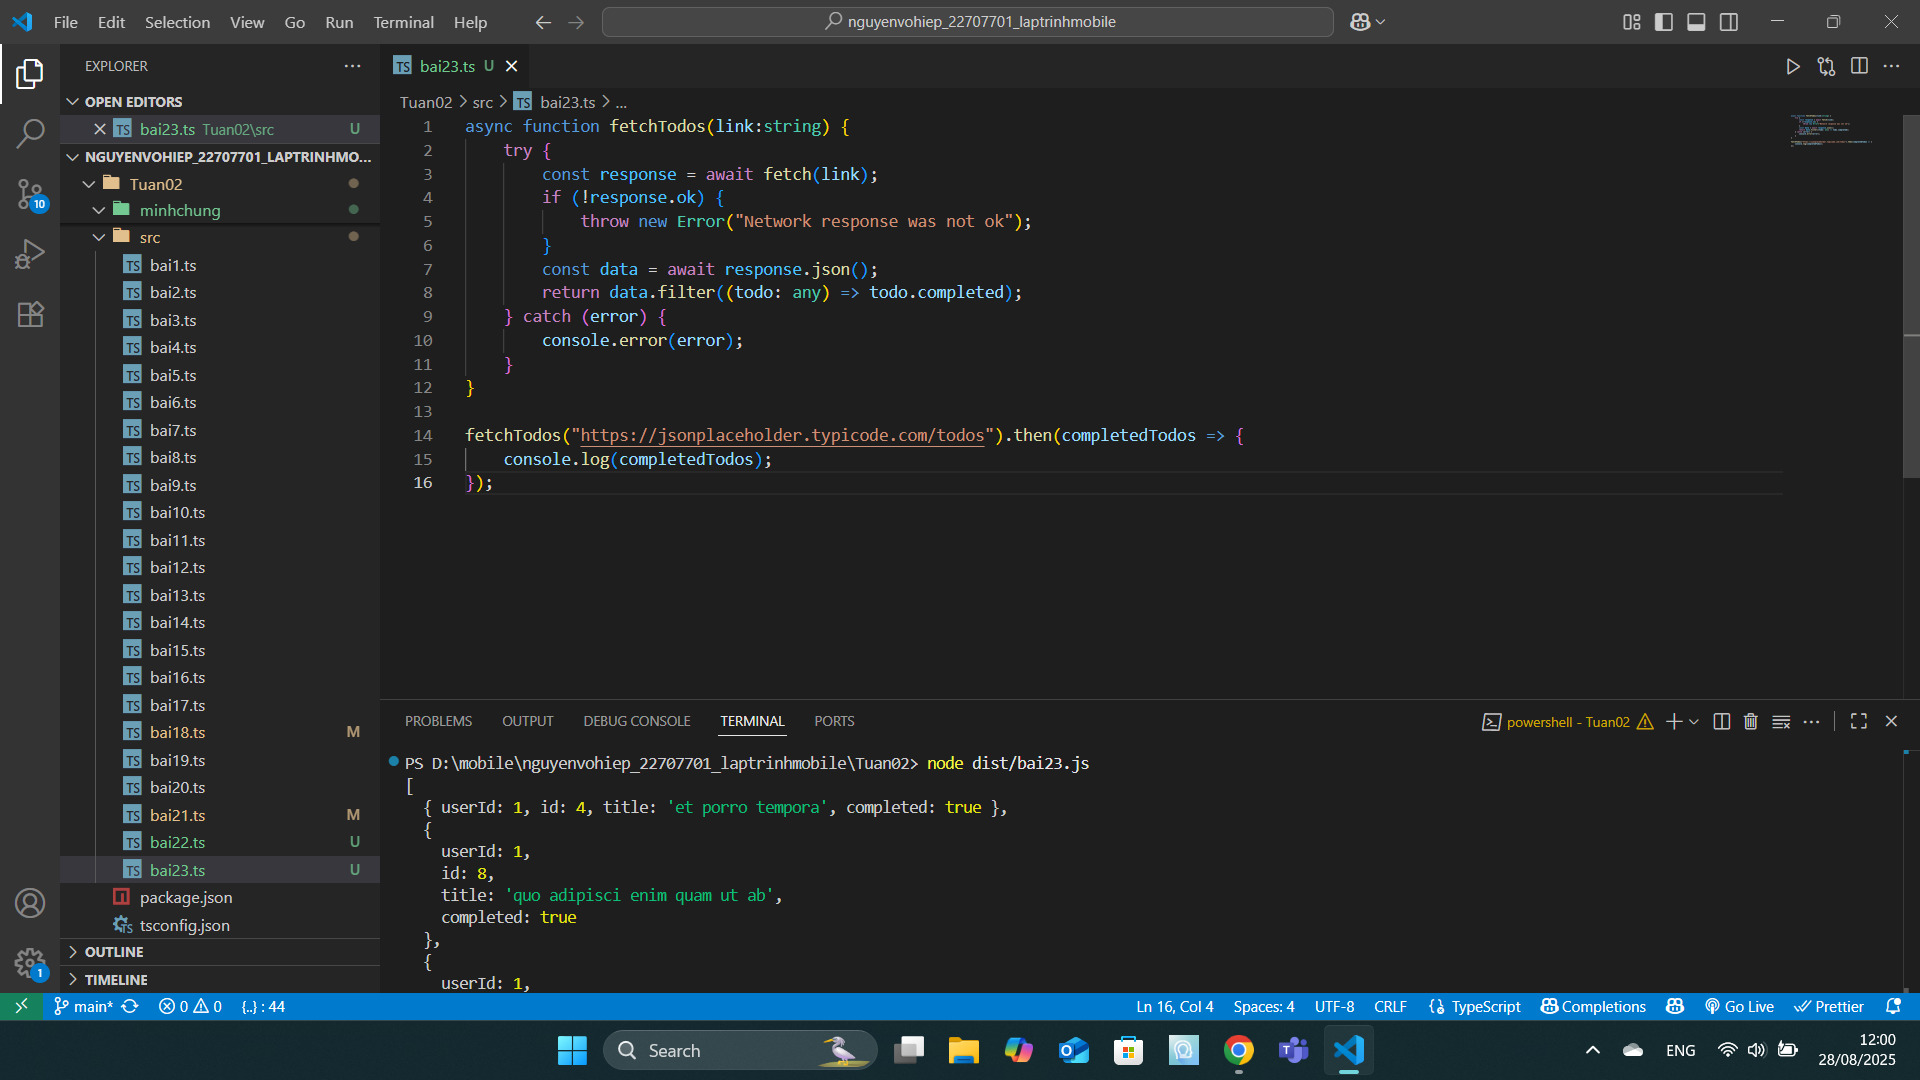 File Edit Selection View Go Run Terminal Help
nguyenvohiep_22707701_laptrinhmobile
EXPLORER
OPEN EDITORS
bai23.ts Tuan02\src U
NGUYENVOHIEP_22707701_LAPTRINHMO...
Tuan02
minhchung
src
bai1.ts
bai2.ts
bai3.ts
bai4.ts
bai5.ts
bai6.ts
bai7.ts
bai8.ts
bai9.ts
bai10.ts
bai11.ts
bai12.ts
bai13.ts
bai14.ts
bai15.ts
bai16.ts
bai17.ts
bai18.ts M
bai19.ts
bai20.ts
bai21.ts M
bai22.ts U
bai23.ts U
package.json
tsconfig.json
OUTLINE
TIMELINE
10
1
TS bai23.ts U
Tuan02 > src > TS bai23.ts > ...
1 async function fetchTodos(link:string) {
2 try {
3 const response = await fetch(link);
4 if (!response.ok) {
5 throw new Error("Network response was not ok");
6 }
7 const data = await response.json();
8 return data.filter((todo: any) => todo.completed);
9 } catch (error) {
10 console.error(error);
11 }
12 }
13
14 fetchTodos("https://jsonplaceholder.typicode.com/todos").then(completedTodos => {
15 console.log(completedTodos);
16 });
PROBLEMS OUTPUT DEBUG CONSOLE TERMINAL PORTS
powershell - Tuan02
PS D:\mobile\nguyenvohiep_22707701_laptrinhmobile\Tuan02> node dist/bai23.js
[
{ userId: 1, id: 4, title: 'et porro tempora', completed: true },
{
userId: 1,
id: 8,
title: 'quo adipisci enim quam ut ab',
completed: true
},
{
userId: 1,
main* 0 0 {..} : 44
Ln 16, Col 4 Spaces: 4 UTF-8 CRLF {} TypeScript Completions Go Live Prettier
Search
ENG
12:00
28/08/2025